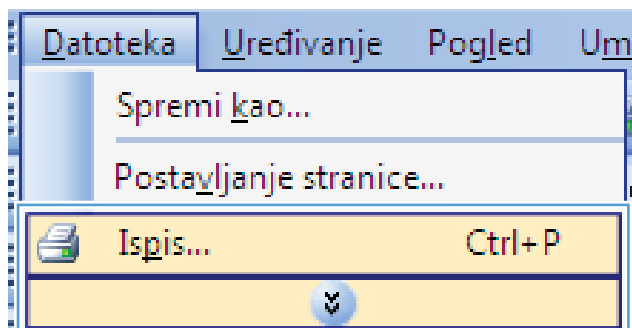 Datoteka Uređivanje Pogled Um
Spremi kao...
Postavljanje stranice...
Ispis... Ctrl+P